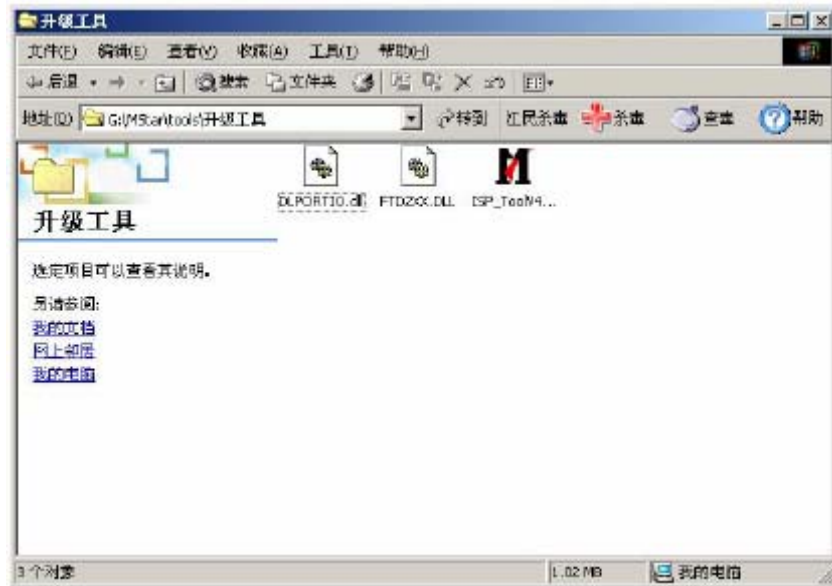 升级工具
文件(F) 编辑(E) 查看(V) 收藏(A) 工具(T) 帮助(H)
后退 搜索 文件夹
地址(D) G:\MStar\tools\升级工具 转到 江民杀毒 杀毒 查毒 帮助
DLPORTIO.dll FTD2XX.DLL ISP_Tool V4...
升级工具
选定项目可以查看其说明。
另请参阅:
我的文档
网上邻居
我的电脑
3 个对象 1.02 MB 我的电脑